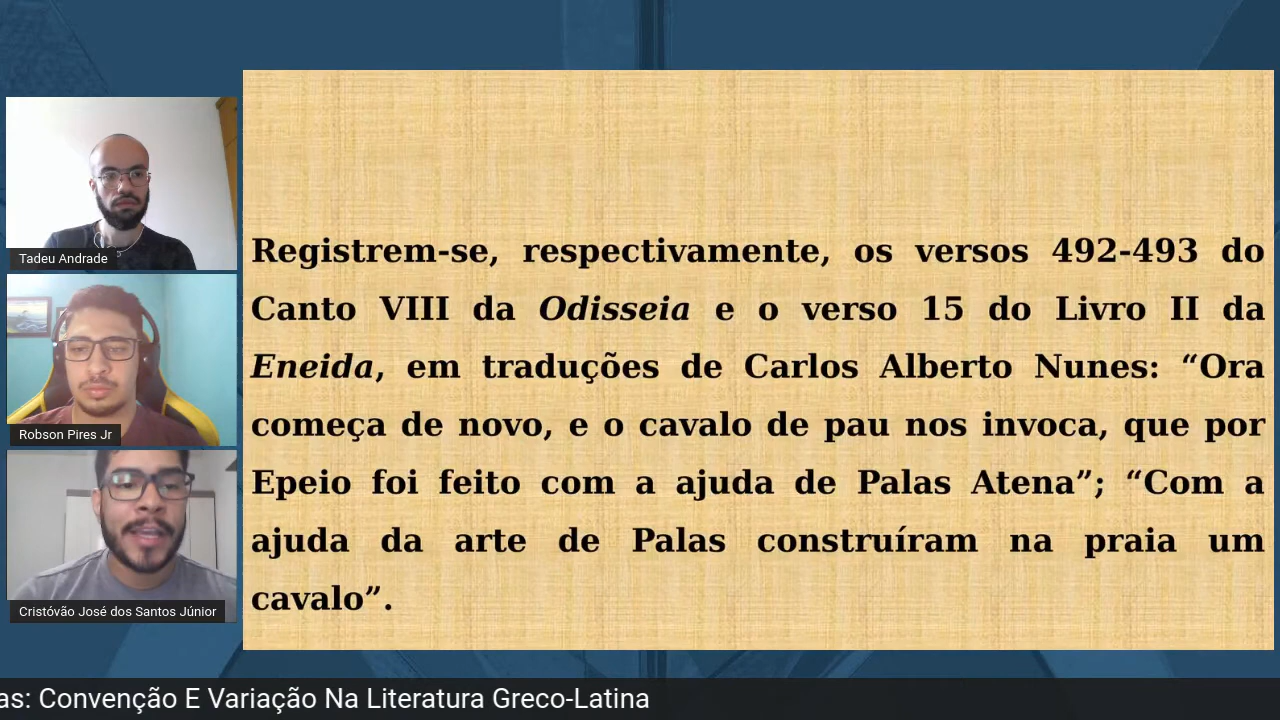 Tadeu Andrade
Robson Pires Jr
Cristóvão José dos Santos Júnior
Registrem-se, respectivamente, os versos 492-493 do
Canto VIII da Odisseia e o verso 15 do Livro II da
Eneida, em traduções de Carlos Alberto Nunes: “Ora
começa de novo, e o cavalo de pau nos invoca, que por
Epeio foi feito com a ajuda de Palas Atena”; “Com a
ajuda da arte de Palas construíram na praia um
cavalo”.
as: Convenção E Variação Na Literatura Greco-Latina